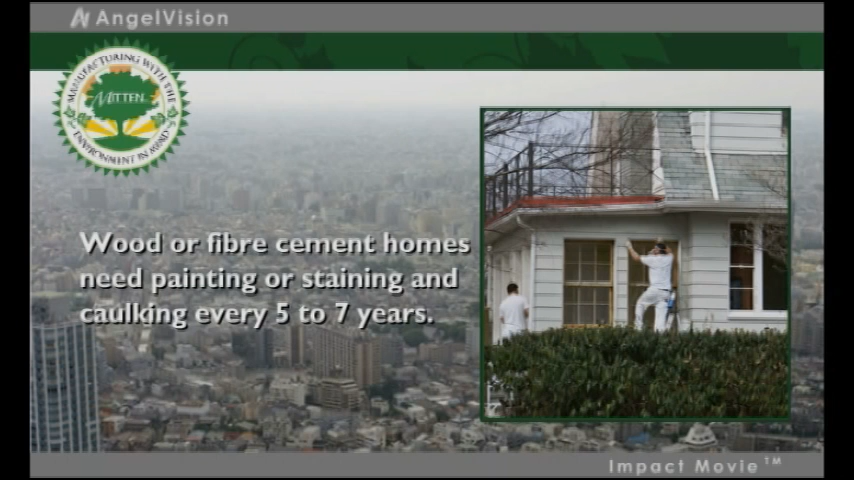 AngelVision
MANUFACTURING WITH THE
MITTEN
ENVIRONMENT IN MIND
Wood or fibre cement homes
need painting or staining and
caulking every 5 to 7 years.
Impact Movie™